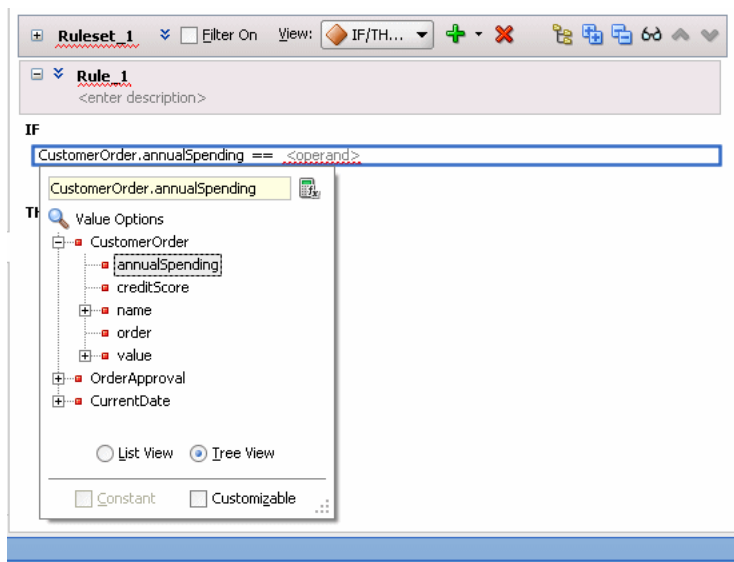 Ruleset_1 Filter On View: IF/TH...
Rule_1
<enter description>
IF
CustomerOrder.annualSpending == <operand>
CustomerOrder.annualSpending
TH
Value Options
CustomerOrder
annualSpending
creditScore
name
order
value
OrderApproval
CurrentDate
List View Tree View
Constant Customizable